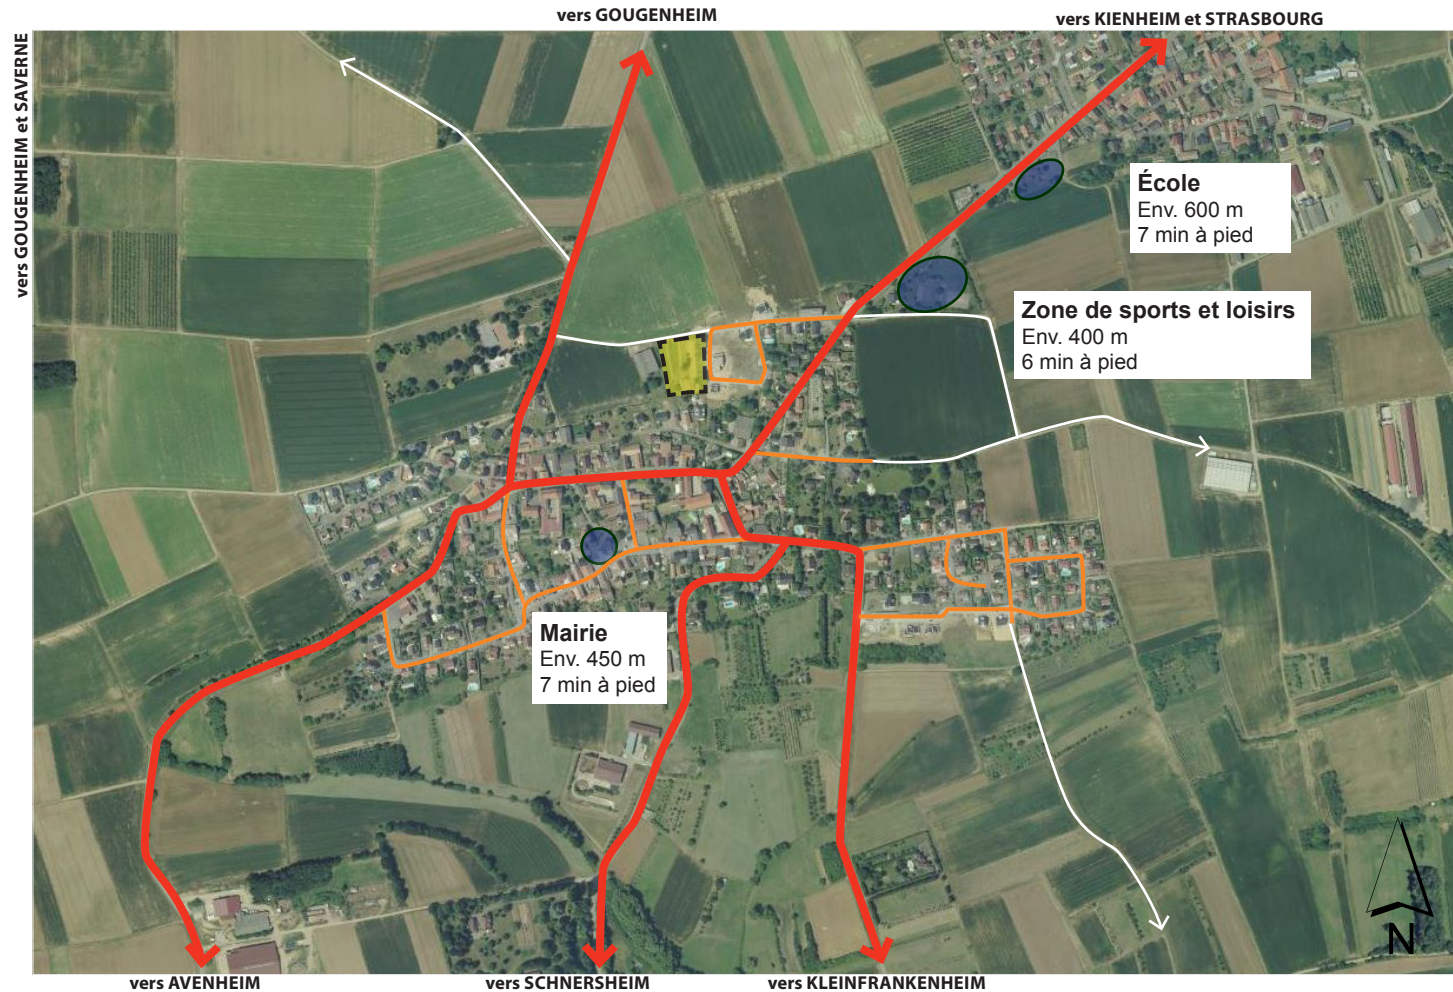 vers GOUGENHEIM
vers KIENHEIM et STRASBOURG
vers GOUGENHEIM et SAVERNE
École
Env. 600 m
7 min à pied
Zone de sports et loisirs
Env. 400 m
6 min à pied
Mairie
Env. 450 m
7 min à pied
N
vers AVENHEIM
vers SCHNERSHEIM
vers KLEINFRANKENHEIM